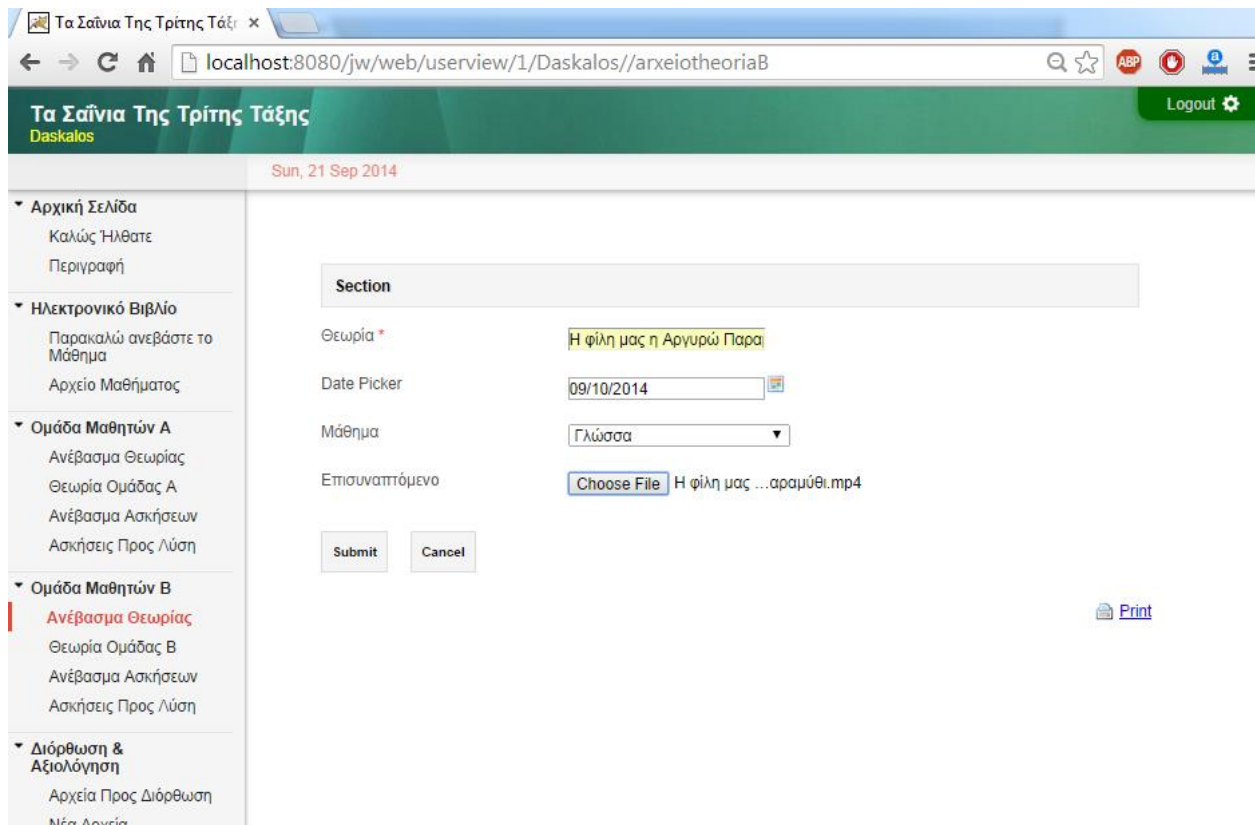 Τα Σαΐνια Της Τρίτης Τάξη
localhost:8080/jw/web/userview/1/Daskalos//arxeiotheoriaB
ABP
a
Τα Σαΐνια Της Τρίτης Τάξης
Logout
Daskalos
Sun, 21 Sep 2014
Αρχική Σελίδα
Καλώς Ήλθατε
Περιγραφή
Ηλεκτρονικό Βιβλίο
Παρακαλώ ανεβάστε το
Μάθημα
Αρχείο Μαθήματος
Ομάδα Μαθητών Α
Ανέβασμα Θεωρίας
Θεωρία Ομάδας Α
Ανέβασμα Ασκήσεων
Ασκήσεις Προς Λύση
Ομάδα Μαθητών Β
Ανέβασμα Θεωρίας
Θεωρία Ομάδας Β
Ανέβασμα Ασκήσεων
Ασκήσεις Προς Λύση
Διόρθωση &
Αξιολόγηση
Αρχεία Προς Διόρθωση
Νέα Αρχεία
Section
Θεωρία * Η φίλη μας η Αργυρώ Παρα
Date Picker 09/10/2014
Μάθημα Γλώσσα
Επισυναπτόμενο Choose File Η φίλη μας ...αραμύθι.mp4
Submit Cancel
Print